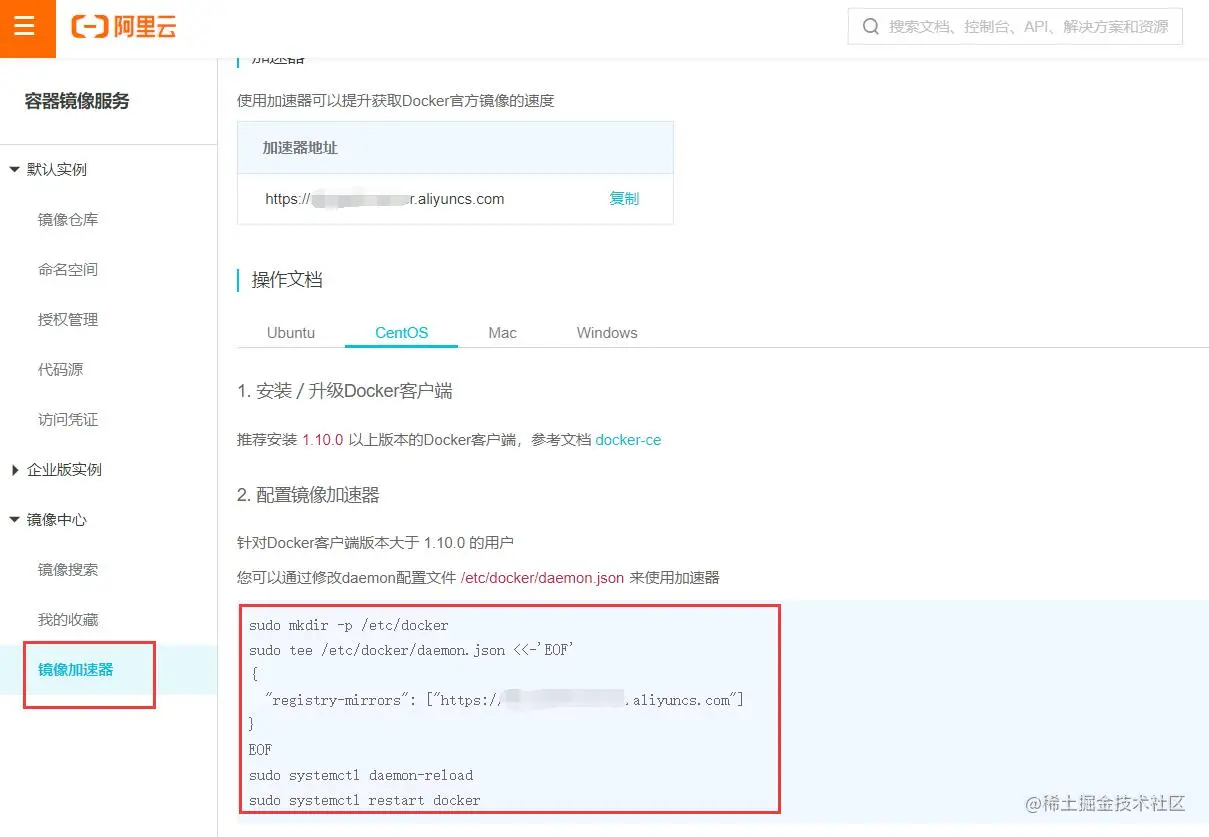 阿里云
搜索文档、控制台、API、解决方案和资源
容器镜像服务
默认实例
镜像仓库
命名空间
授权管理
代码源
访问凭证
企业版实例
镜像中心
镜像搜索
我的收藏
镜像加速器
加速器
使用加速器可以提升获取Docker官方镜像的速度
加速器地址
https:// r.aliyuncs.com 复制
操作文档
Ubuntu CentOS Mac Windows
1. 安装 / 升级Docker客户端
推荐安装 1.10.0 以上版本的Docker客户端，参考文档 docker-ce
2. 配置镜像加速器
针对Docker客户端版本大于 1.10.0 的用户
您可以通过修改daemon配置文件 /etc/docker/daemon.json 来使用加速器
sudo mkdir -p /etc/docker
sudo tee /etc/docker/daemon.json <<-'EOF'
{
"registry-mirrors": ["https:// .aliyuncs.com"]
}
EOF
sudo systemctl daemon-reload
sudo systemctl restart docker
@稀土掘金技术社区